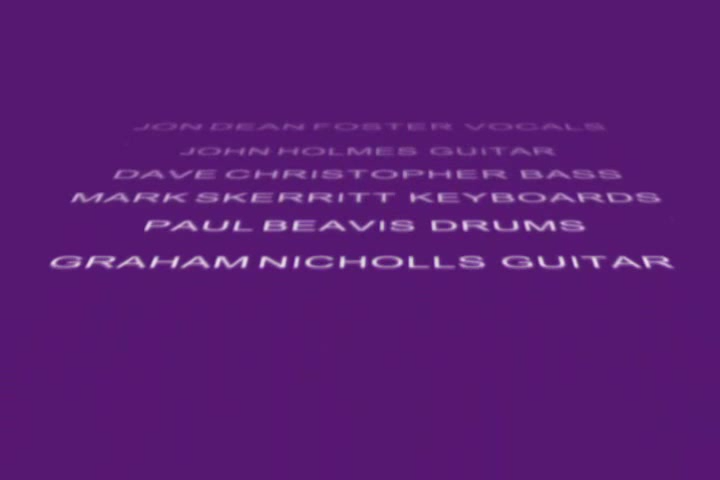 JON DEAN FOSTER VOCALS
JOHN HOLMES GUITAR
DAVE CHRISTOPHER BASS
MARK SKERRITT KEYBOARDS
PAUL BEAVIS DRUMS
GRAHAM NICHOLLS GUITAR